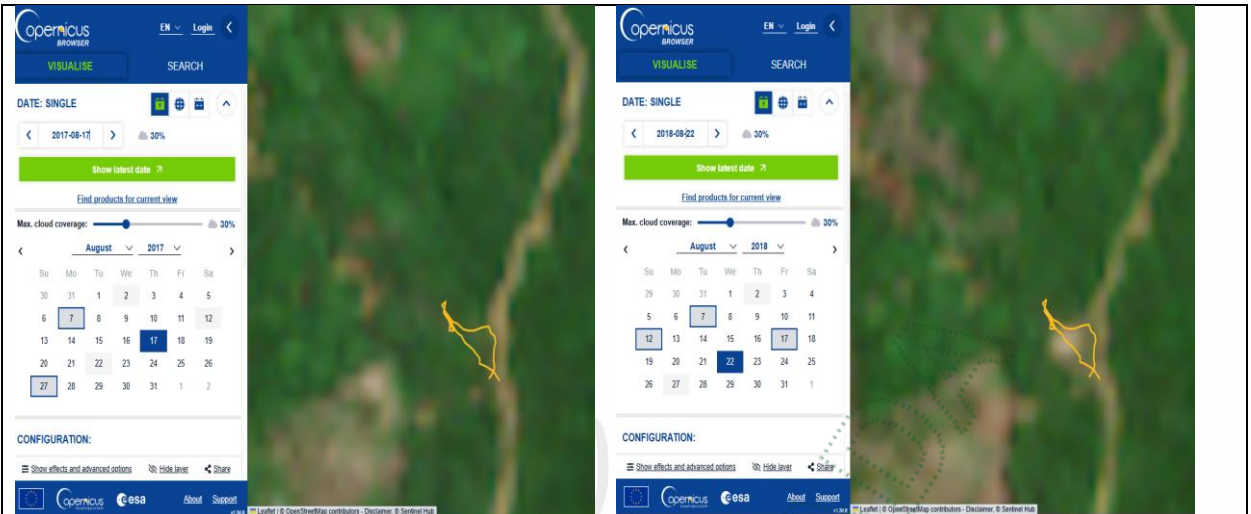 opernicus
BROWSER
EN
Login
VISUALISE
SEARCH
DATE: SINGLE
2017-08-17
30%
Show latest date
Find products for current view
Max. cloud coverage:
30%
August
2017
Su Mo Tu We Th Fr Sa
30 31 1 2 3 4 5
6 7 8 9 10 11 12
13 14 15 16 17 18 19
20 21 22 23 24 25 26
27 28 29 30 31 1 2
CONFIGURATION:
Show effects and advanced options
Hide layer
Share
opernicus
esa
About
Support
Leaflet | © OpenStreetMap contributors - Disclaimer, © Sentinel Hub
opernicus
BROWSER
EN
Login
VISUALISE
SEARCH
DATE: SINGLE
2018-08-22
30%
Show latest date
Find products for current view
Max. cloud coverage:
30%
August
2018
Su Mo Tu We Th Fr Sa
29 30 31 1 2 3 4
5 6 7 8 9 10 11
12 13 14 15 16 17 18
19 20 21 22 23 24 25
26 27 28 29 30 31 1
CONFIGURATION:
Show effects and advanced options
Hide layer
Share
opernicus
esa
About
Support
Leaflet | © OpenStreetMap contributors - Disclaimer, © Sentinel Hub